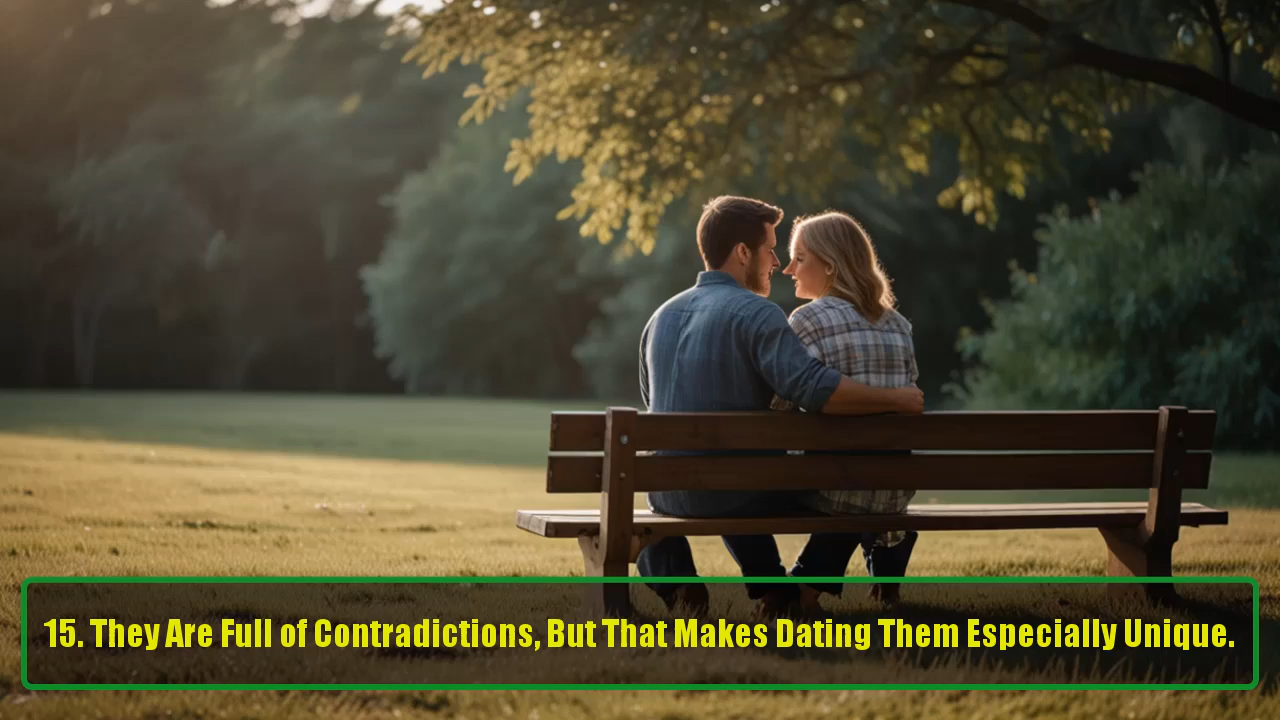 15. They Are Full of Contradictions, But That Makes Dating Them Especially Unique.